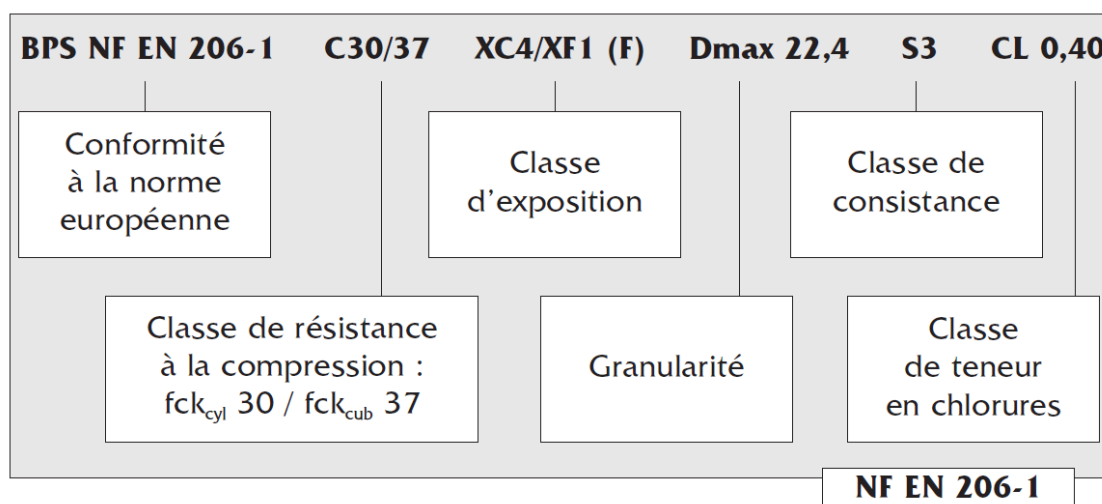 BPS NF EN 206-1 C30/37 XC4/XF1 (F) Dmax 22,4 S3 CL 0,40
Conformité
à la norme
européenne
Classe
d'exposition
Classe de
consistance
Classe de résistance
à la compression :
fck_cyl 30 / fck_cub 37
Granularité
Classe
de teneur
en chlorures
NF EN 206-1